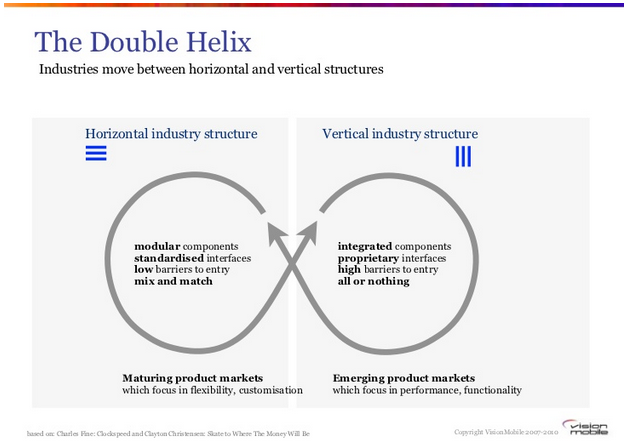 The Double Helix
Industries move between horizontal and vertical structures
Horizontal industry structure
modular components
standardised interfaces
low barriers to entry
mix and match
Maturing product markets
which focus in flexibility, customisation
Vertical industry structure
integrated components
proprietary interfaces
high barriers to entry
all or nothing
Emerging product markets
which focus in performance, functionality
based on: Charles Fine: Clockspeed and Clayton Christensen: Skate to Where The Money Will Be
Copyright VisionMobile 2007-2010
vision
mobile